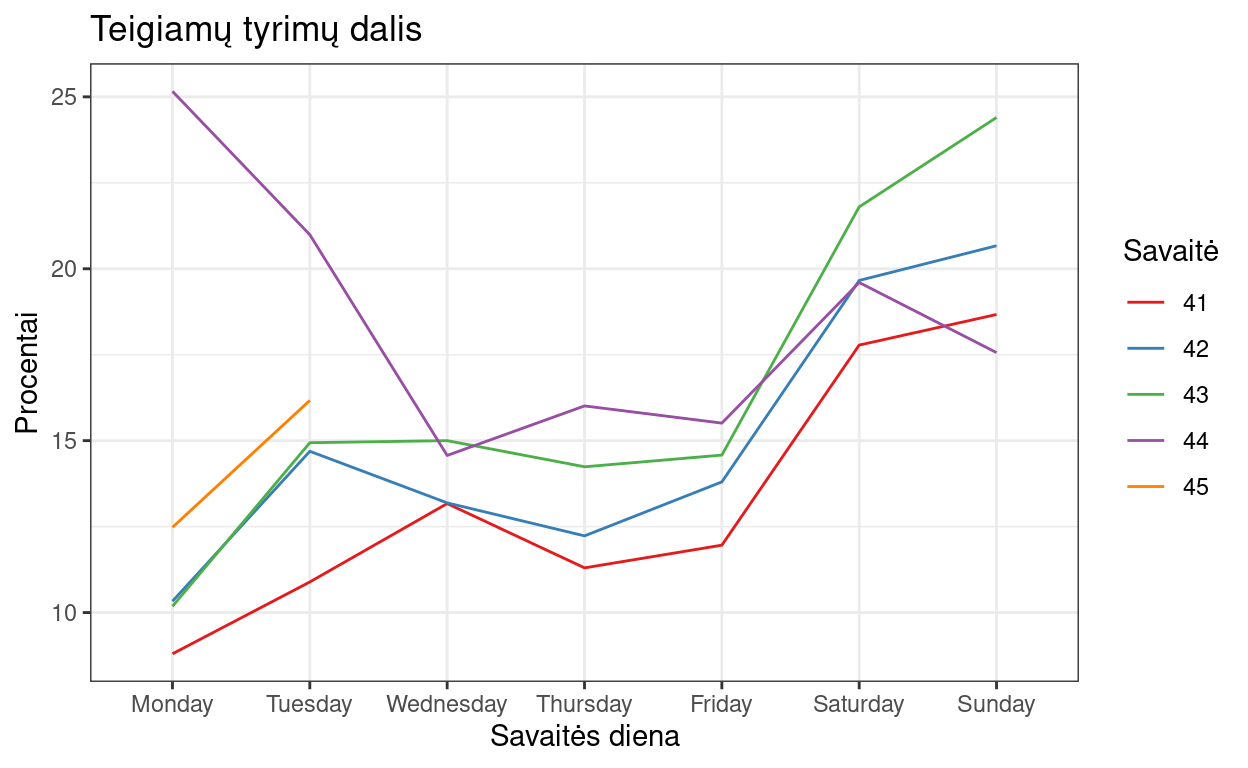 Teigiamų tyrimų dalis
Procentai
25
20
15
10
Monday Tuesday Wednesday Thursday Friday Saturday Sunday
Savaitės diena
Savaitė
41
42
43
44
45